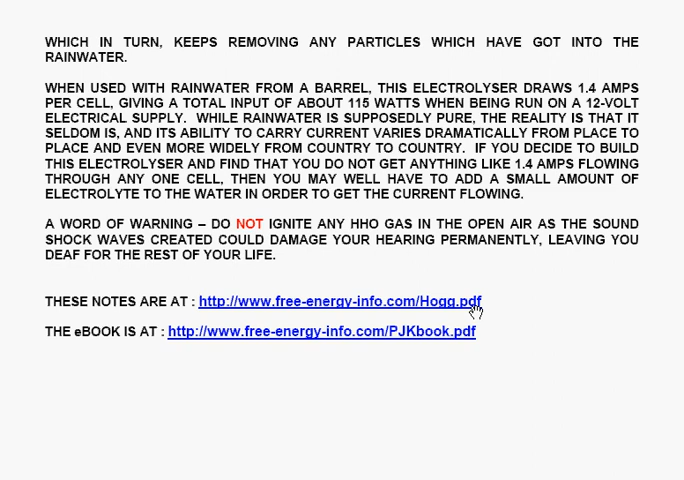 WHICH IN TURN, KEEPS REMOVING ANY PARTICLES WHICH HAVE GOT INTO THE
RAINWATER.
WHEN USED WITH RAINWATER FROM A BARREL, THIS ELECTROLYSER DRAWS 1.4 AMPS
PER CELL, GIVING A TOTAL INPUT OF ABOUT 115 WATTS WHEN BEING RUN ON A 12-VOLT
ELECTRICAL SUPPLY. WHILE RAINWATER IS SUPPOSEDLY PURE, THE REALITY IS THAT IT
SELDOM IS, AND ITS ABILITY TO CARRY CURRENT VARIES DRAMATICALLY FROM PLACE TO
PLACE AND EVEN MORE WIDELY FROM COUNTRY TO COUNTRY. IF YOU DECIDE TO BUILD
THIS ELECTROLYSER AND FIND THAT YOU DO NOT GET ANYTHING LIKE 1.4 AMPS FLOWING
THROUGH ANY ONE CELL, THEN YOU MAY WELL HAVE TO ADD A SMALL AMOUNT OF
ELECTROLYTE TO THE WATER IN ORDER TO GET THE CURRENT FLOWING.
A WORD OF WARNING – DO NOT IGNITE ANY HHO GAS IN THE OPEN AIR AS THE SOUND
SHOCK WAVES CREATED COULD DAMAGE YOUR HEARING PERMANENTLY, LEAVING YOU
DEAF FOR THE REST OF YOUR LIFE.
THESE NOTES ARE AT : http://www.free-energy-info.com/Hogg.pdf
THE eBOOK IS AT : http://www.free-energy-info.com/PJKbook.pdf